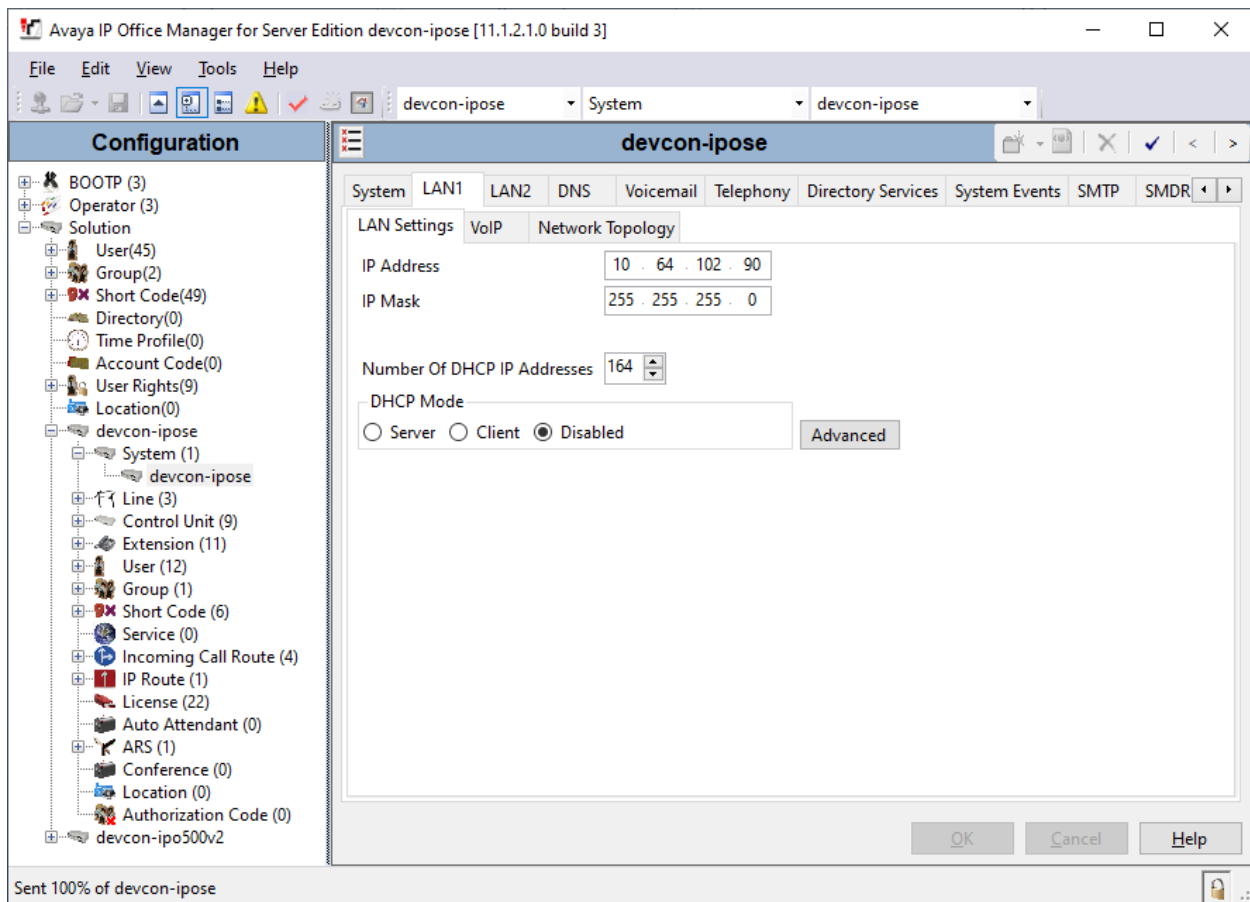 Avaya IP Office Manager for Server Edition devcon-ipose [11.1.2.1.0 build 3]
File Edit View Tools Help
devcon-ipose System devcon-ipose
Configuration
BOOTP (3)
Operator (3)
Solution
User(45)
Group(2)
Short Code(49)
Directory(0)
Time Profile(0)
Account Code(0)
User Rights(9)
Location(0)
devcon-ipose
System (1)
devcon-ipose
Line (3)
Control Unit (9)
Extension (11)
User (12)
Group (1)
Short Code (6)
Service (0)
Incoming Call Route (4)
IP Route (1)
License (22)
Auto Attendant (0)
ARS (1)
Conference (0)
Location (0)
Authorization Code (0)
devcon-ipo500v2
devcon-ipose
System LAN1 LAN2 DNS Voicemail Telephony Directory Services System Events SMTP SMDR
LAN Settings VoIP Network Topology
IP Address 10 . 64 . 102 . 90
IP Mask 255 . 255 . 255 . 0
Number Of DHCP IP Addresses 164
DHCP Mode
Server Client Disabled Advanced
OK Cancel Help
Sent 100% of devcon-ipose